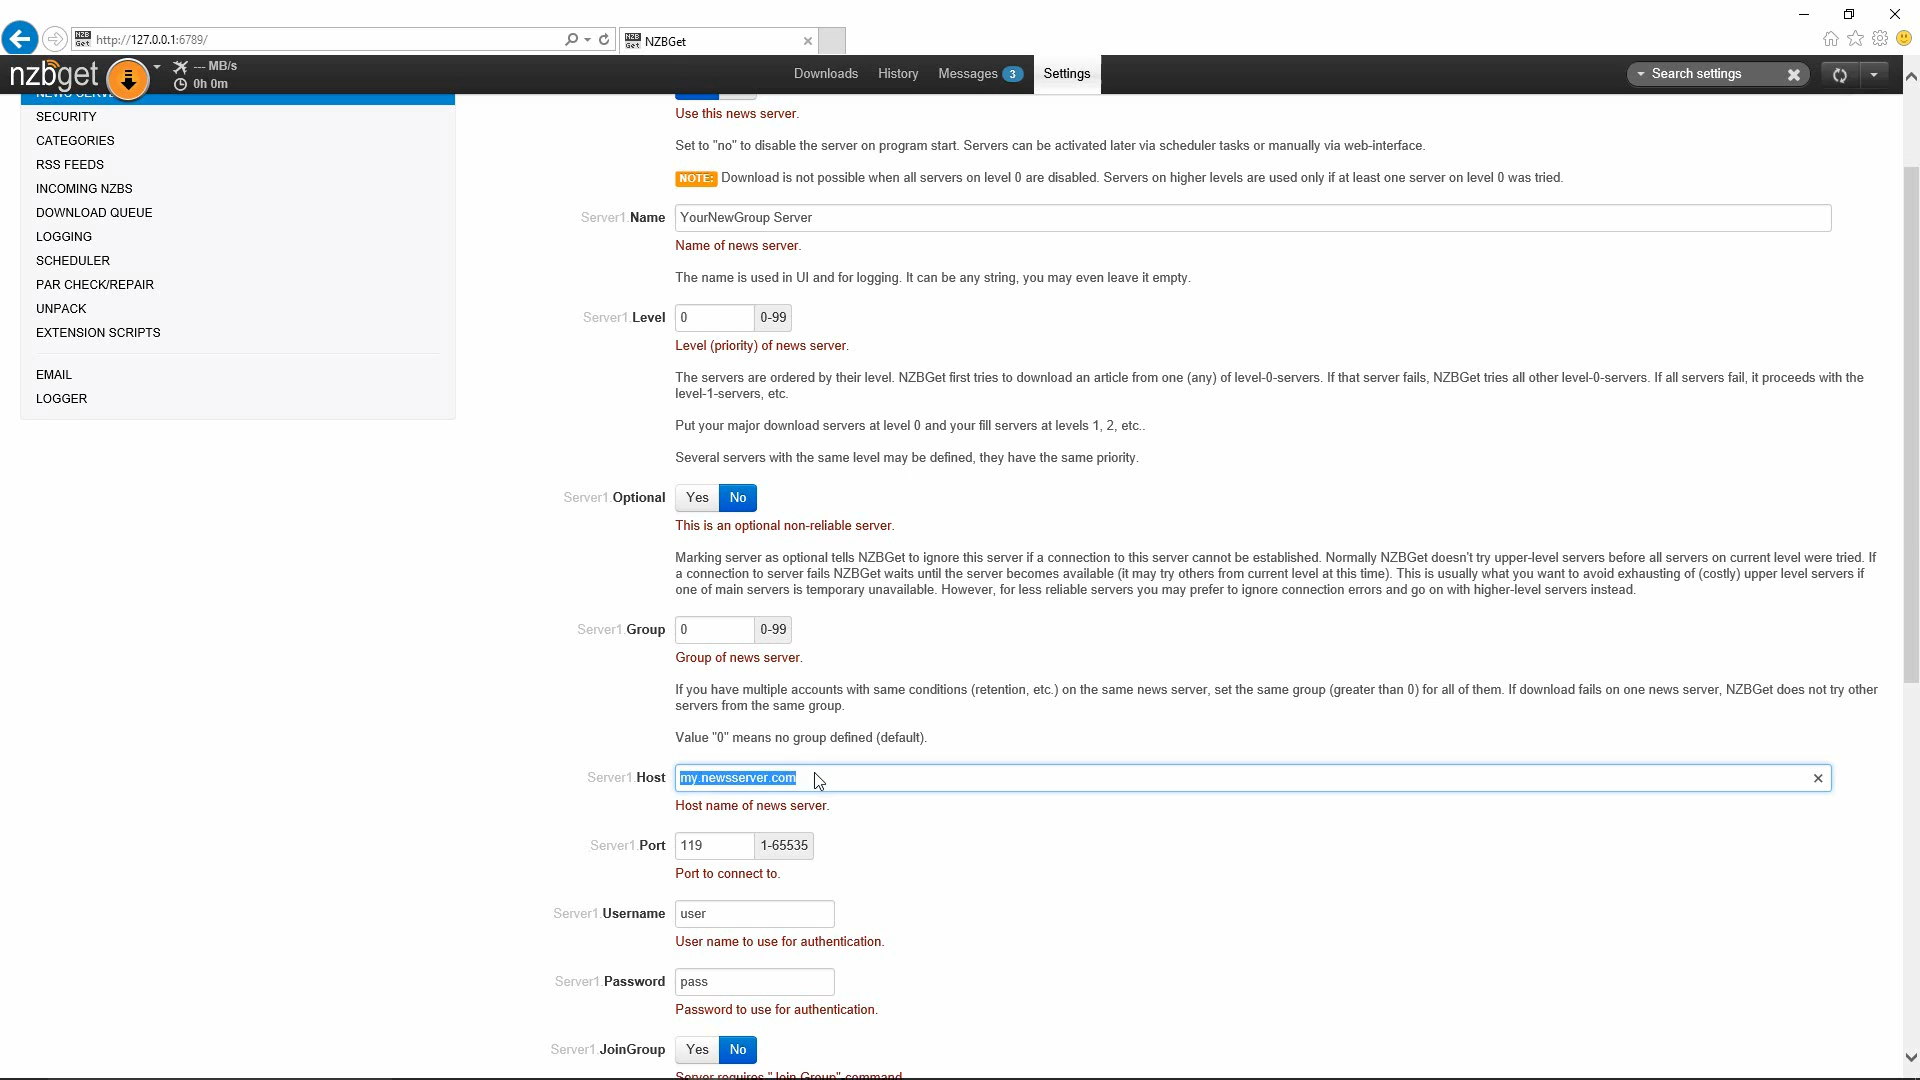 http://127.0.0.1:6789/
NZBGet
nzbget
--- MB/s
0h 0m
Downloads
History
Messages 3
Settings
Search settings
NEWS SERVE
SECURITY
CATEGORIES
RSS FEEDS
INCOMING NZBS
DOWNLOAD QUEUE
LOGGING
SCHEDULER
PAR CHECK/REPAIR
UNPACK
EXTENSION SCRIPTS
EMAIL
LOGGER
Use this news server.
Set to "no" to disable the server on program start. Servers can be activated later via scheduler tasks or manually via web-interface.
NOTE: Download is not possible when all servers on level 0 are disabled. Servers on higher levels are used only if at least one server on level 0 was tried.
Server1.Name YourNewGroup Server
Name of news server.
The name is used in UI and for logging. It can be any string, you may even leave it empty.
Server1.Level 0 0-99
Level (priority) of news server.
The servers are ordered by their level. NZBGet first tries to download an article from one (any) of level-0-servers. If that server fails, NZBGet tries all other level-0-servers. If all servers fail, it proceeds with the
level-1-servers, etc.
Put your major download servers at level 0 and your fill servers at levels 1, 2, etc..
Several servers with the same level may be defined, they have the same priority.
Server1.Optional Yes No
This is an optional non-reliable server.
Marking server as optional tells NZBGet to ignore this server if a connection to this server cannot be established. Normally NZBGet doesn't try upper-level servers before all servers on current level were tried. If
a connection to server fails NZBGet waits until the server becomes available (it may try others from current level at this time). This is usually what you want to avoid exhausting of (costly) upper level servers if
one of main servers is temporary unavailable. However, for less reliable servers you may prefer to ignore connection errors and go on with higher-level servers instead.
Server1.Group 0 0-99
Group of news server.
If you have multiple accounts with same conditions (retention, etc.) on the same news server, set the same group (greater than 0) for all of them. If download fails on one news server, NZBGet does not try other
servers from the same group.
Value "0" means no group defined (default).
Server1.Host my.newsserver.com
Host name of news server.
Server1.Port 119 1-65535
Port to connect to.
Server1.Username user
User name to use for authentication.
Server1.Password pass
Password to use for authentication.
Server1.JoinGroup Yes No
Server requires "Join Group"-command.